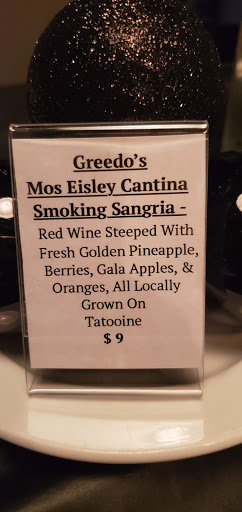 Greedo's
Mos Eisley Cantina
Smoking Sangria -
Red Wine Steeped With
Fresh Golden Pineapple,
Berries, Gala Apples, &
Oranges, All Locally
Grown On
Tatooine
$ 9